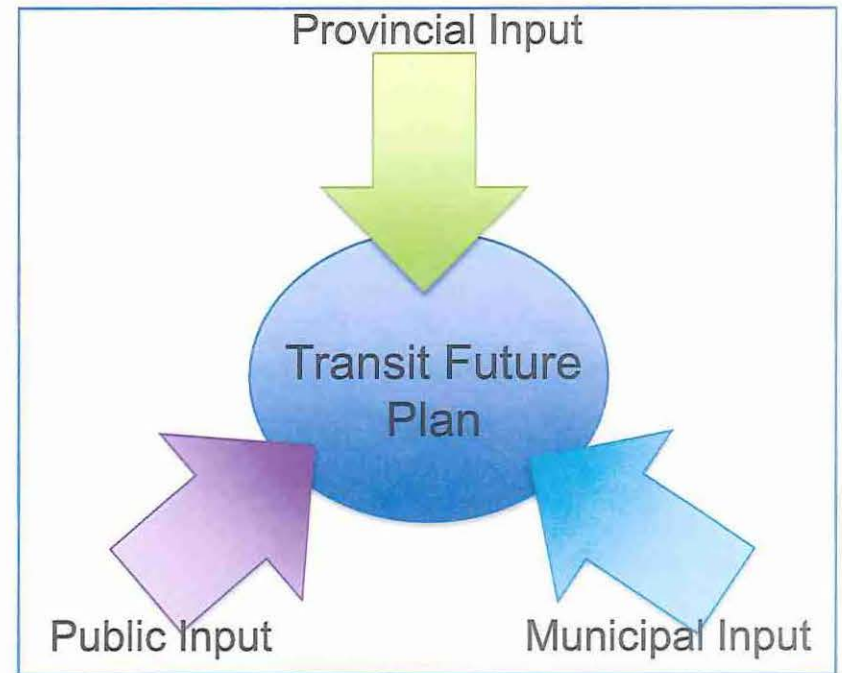 Provincial Input
Transit Future
Plan
Public Input
Municipal Input